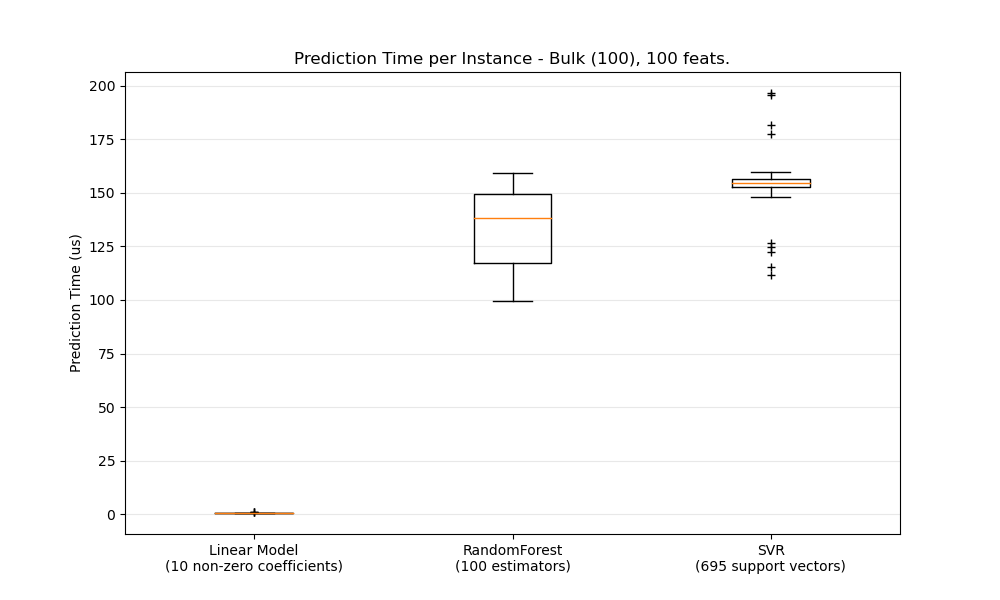 Prediction Time per Instance - Bulk (100), 100 feats.
Prediction Time (us)
200
175
150
125
100
75
50
25
0
Linear Model
(10 non-zero coefficients)
RandomForest
(100 estimators)
SVR
(695 support vectors)